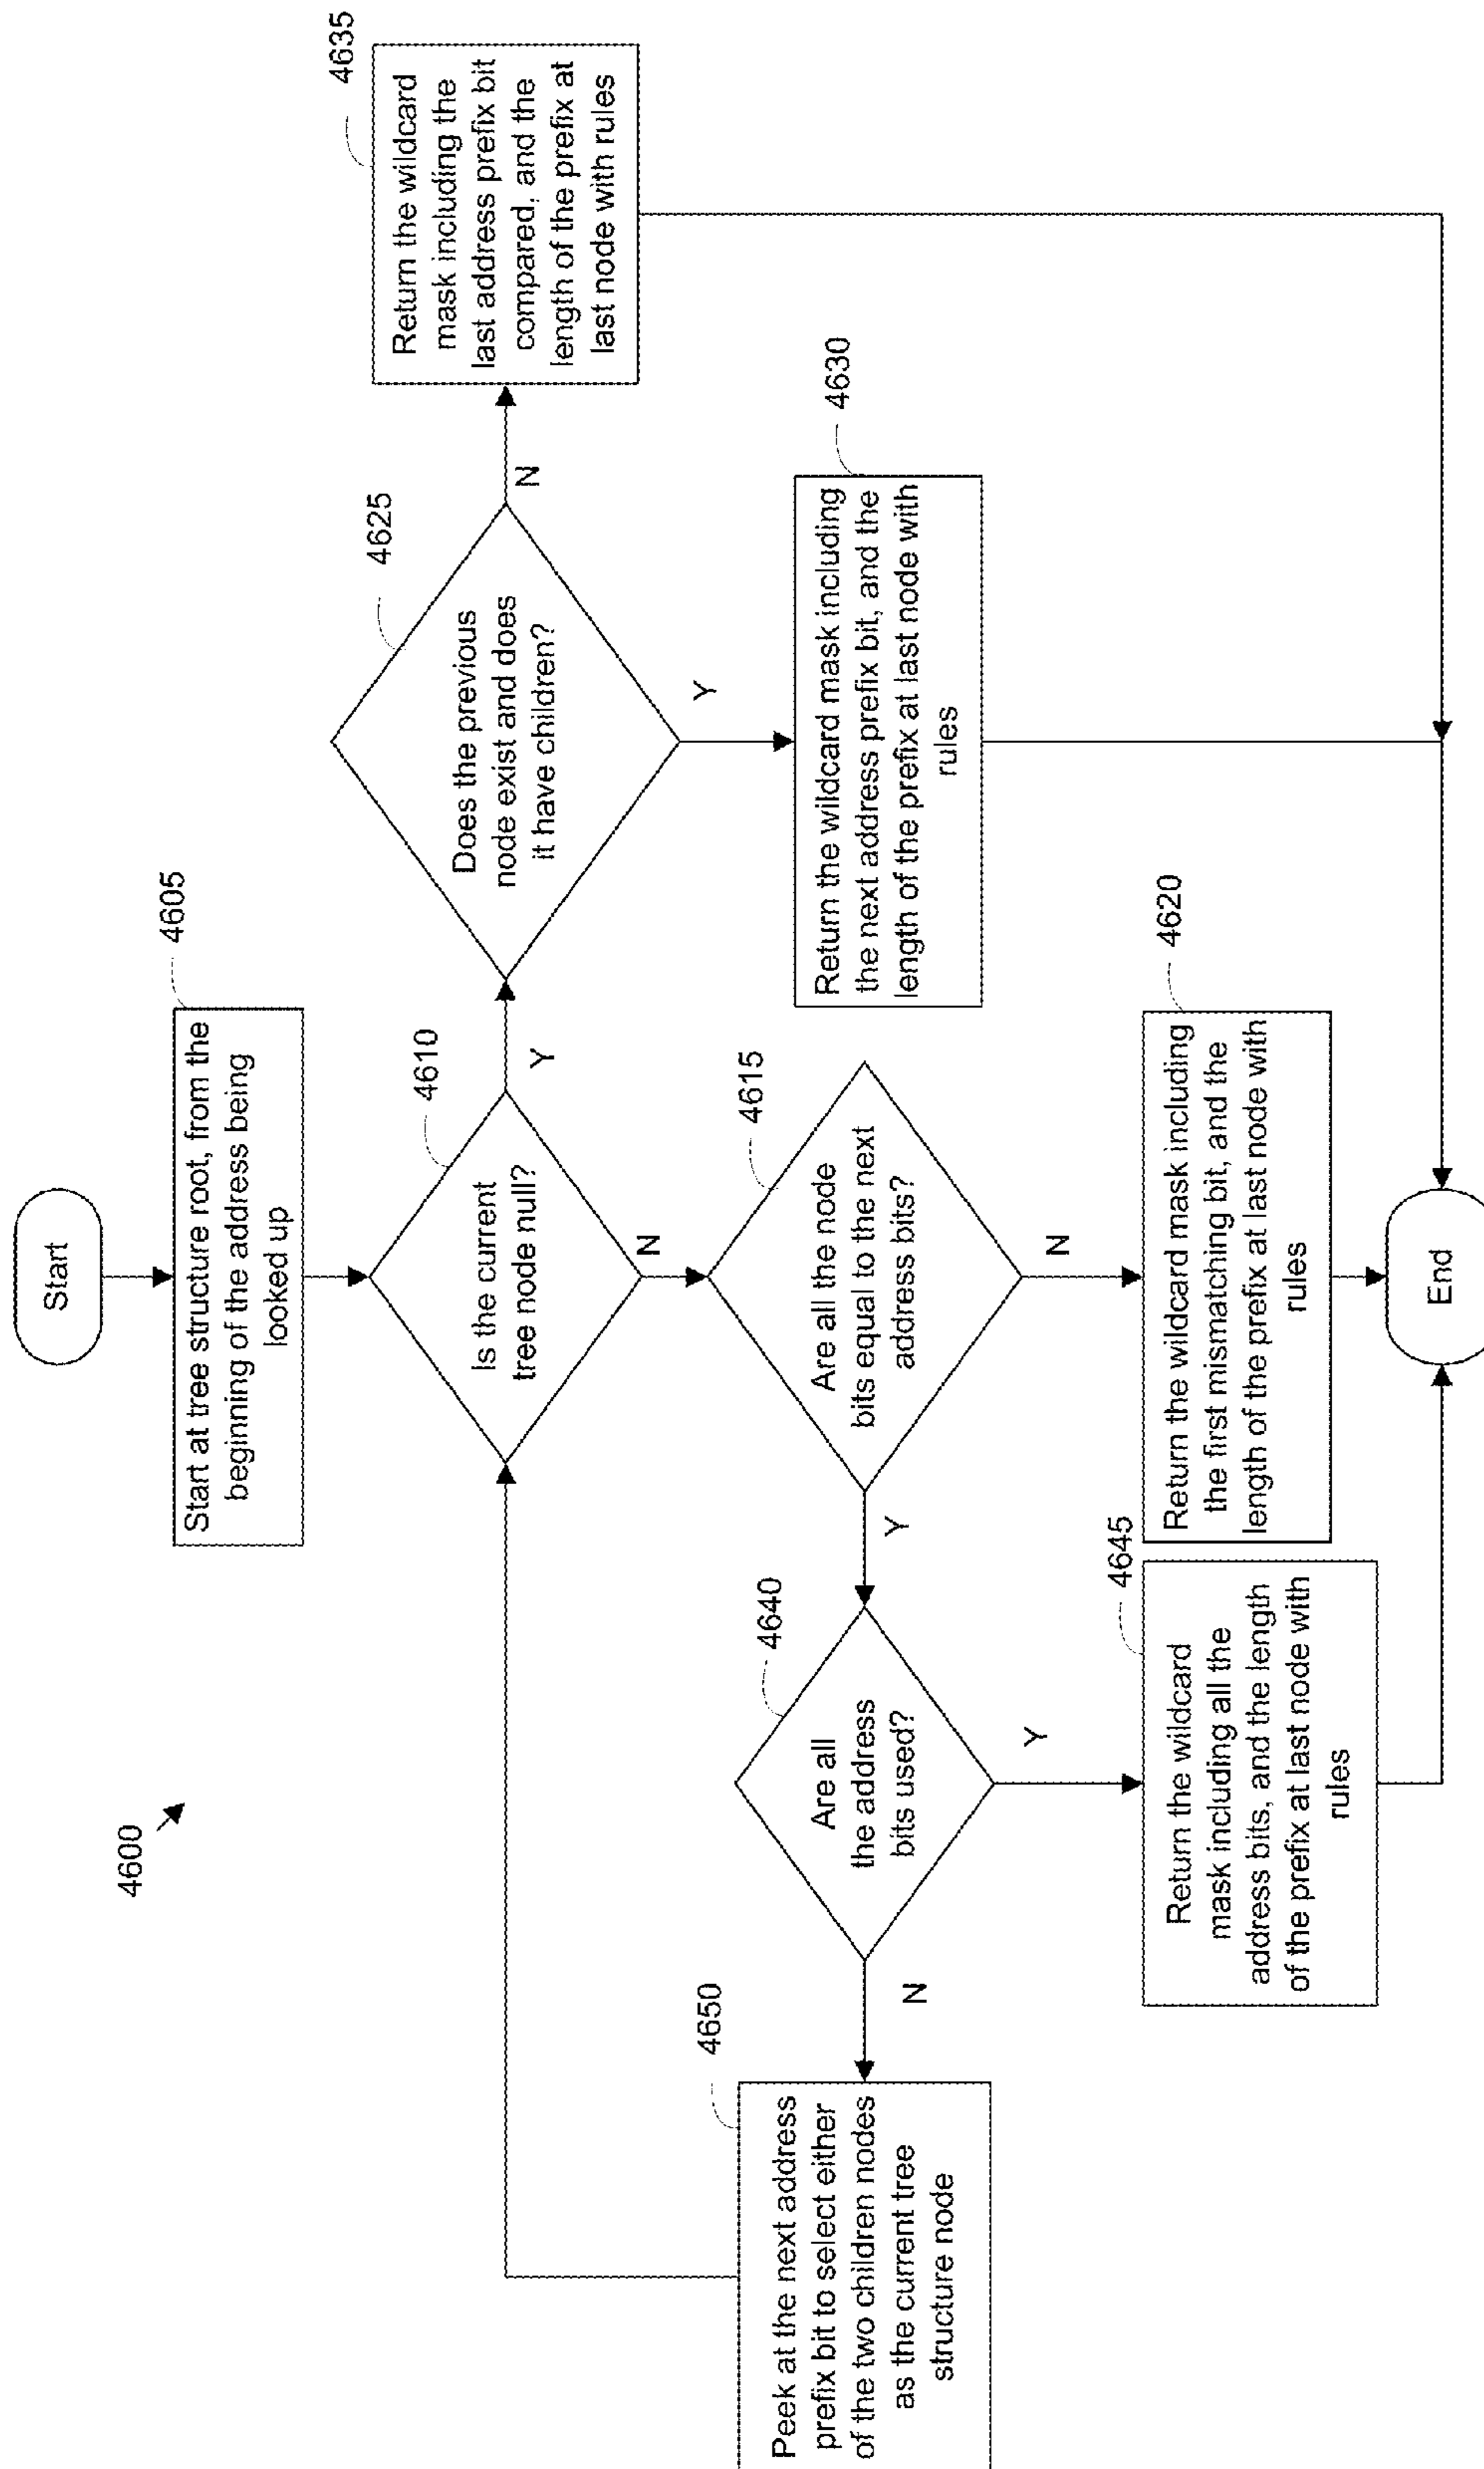 4600
Start
4605
Start at tree structure root, from the
beginning of the address being
looked up
4610
Is the current
tree node null?
Y
N
4625
Does the previous
node exist and does
it have children?
N
Y
4635
Return the wildcard
mask including the
last address prefix bit
compared, and the
length of the prefix at
last node with rules
4630
Return the wildcard mask including
the next address prefix bit, and the
length of the prefix at last node with
rules
4615
Are all the node
bits equal to the next
address bits?
Y
N
4620
Return the wildcard mask including
the first mismatching bit, and the
length of the prefix at last node with
rules
4640
Are all
the address
bits used?
N
Y
4645
Return the wildcard
mask including all the
address bits, and the length
of the prefix at last node with
rules
4650
Peek at the next address
prefix bit to select either
of the two children nodes
as the current tree
structure node
End